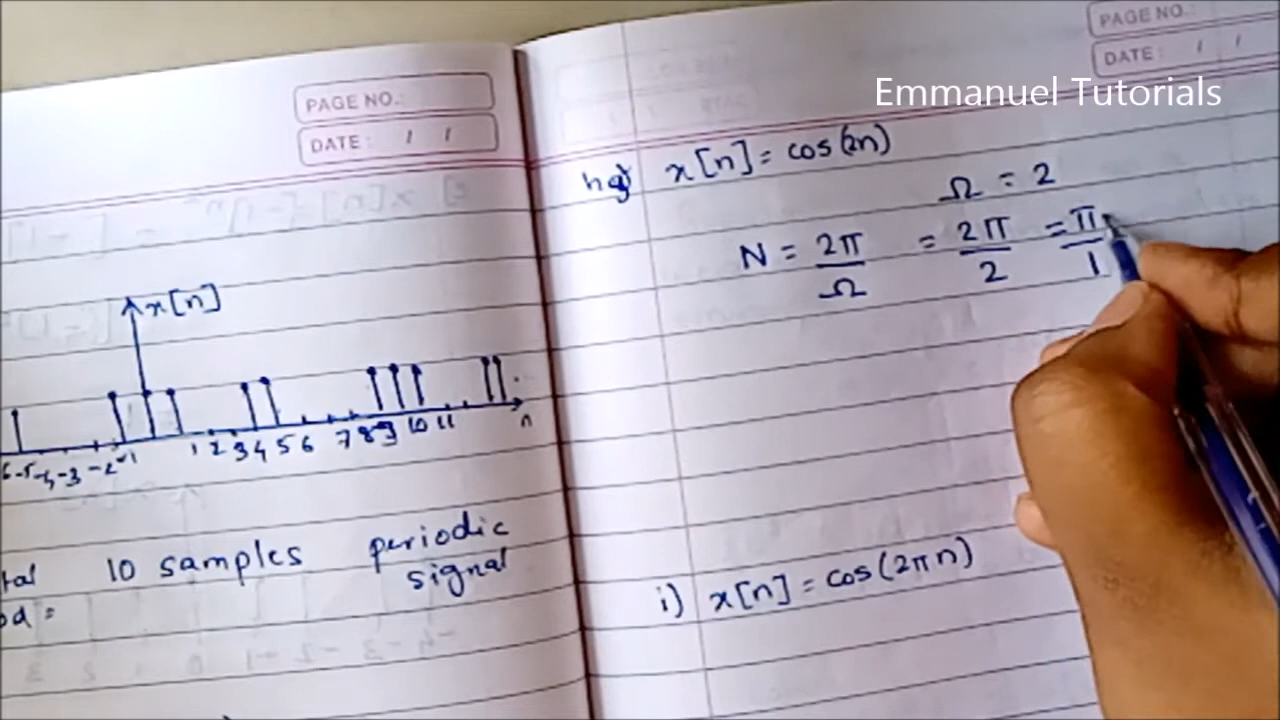 Emmanuel Tutorials
PAGE NO.:
DATE: / /
x[n]
-1 1 2 3 4 5 6 7 8 9 10 11 n
10 samples periodic
signal
PAGE NO.:
DATE: / /
x[n] = cos(2n)
Ω = 2
N = 2π/Ω = 2π/2 = π/1
i) x[n] = cos(2πn)